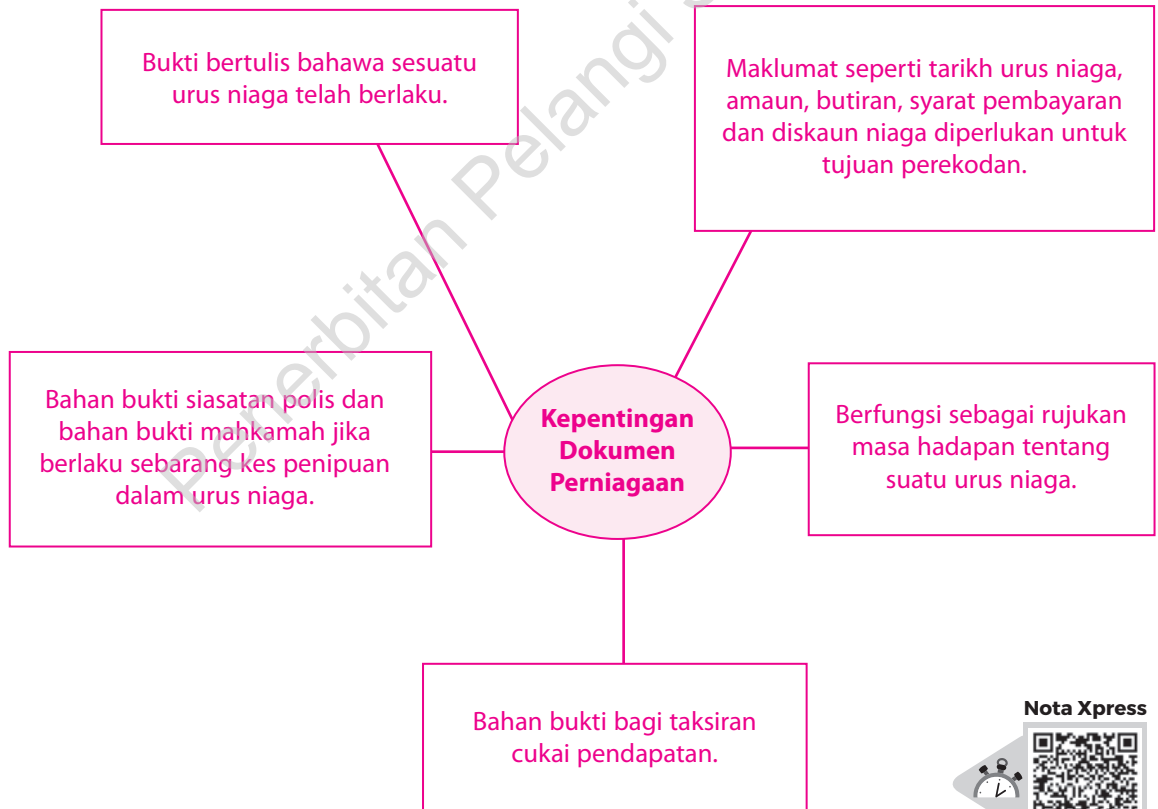 Bukti bertulis bahawa sesuatu
urus niaga telah berlaku.
Maklumat seperti tarikh urus niaga,
amaun, butiran, syarat pembayaran
dan diskaun niaga diperlukan untuk
tujuan perekodan.
Bahan bukti siasatan polis dan
bahan bukti mahkamah jika
berlaku sebarang kes penipuan
dalam urus niaga.
Kepentingan
Dokumen
Perniagaan
Berfungsi sebagai rujukan
masa hadapan tentang
suatu urus niaga.
Bahan bukti bagi taksiran
cukai pendapatan.
Nota Xpress
Penerbitan Pelangi